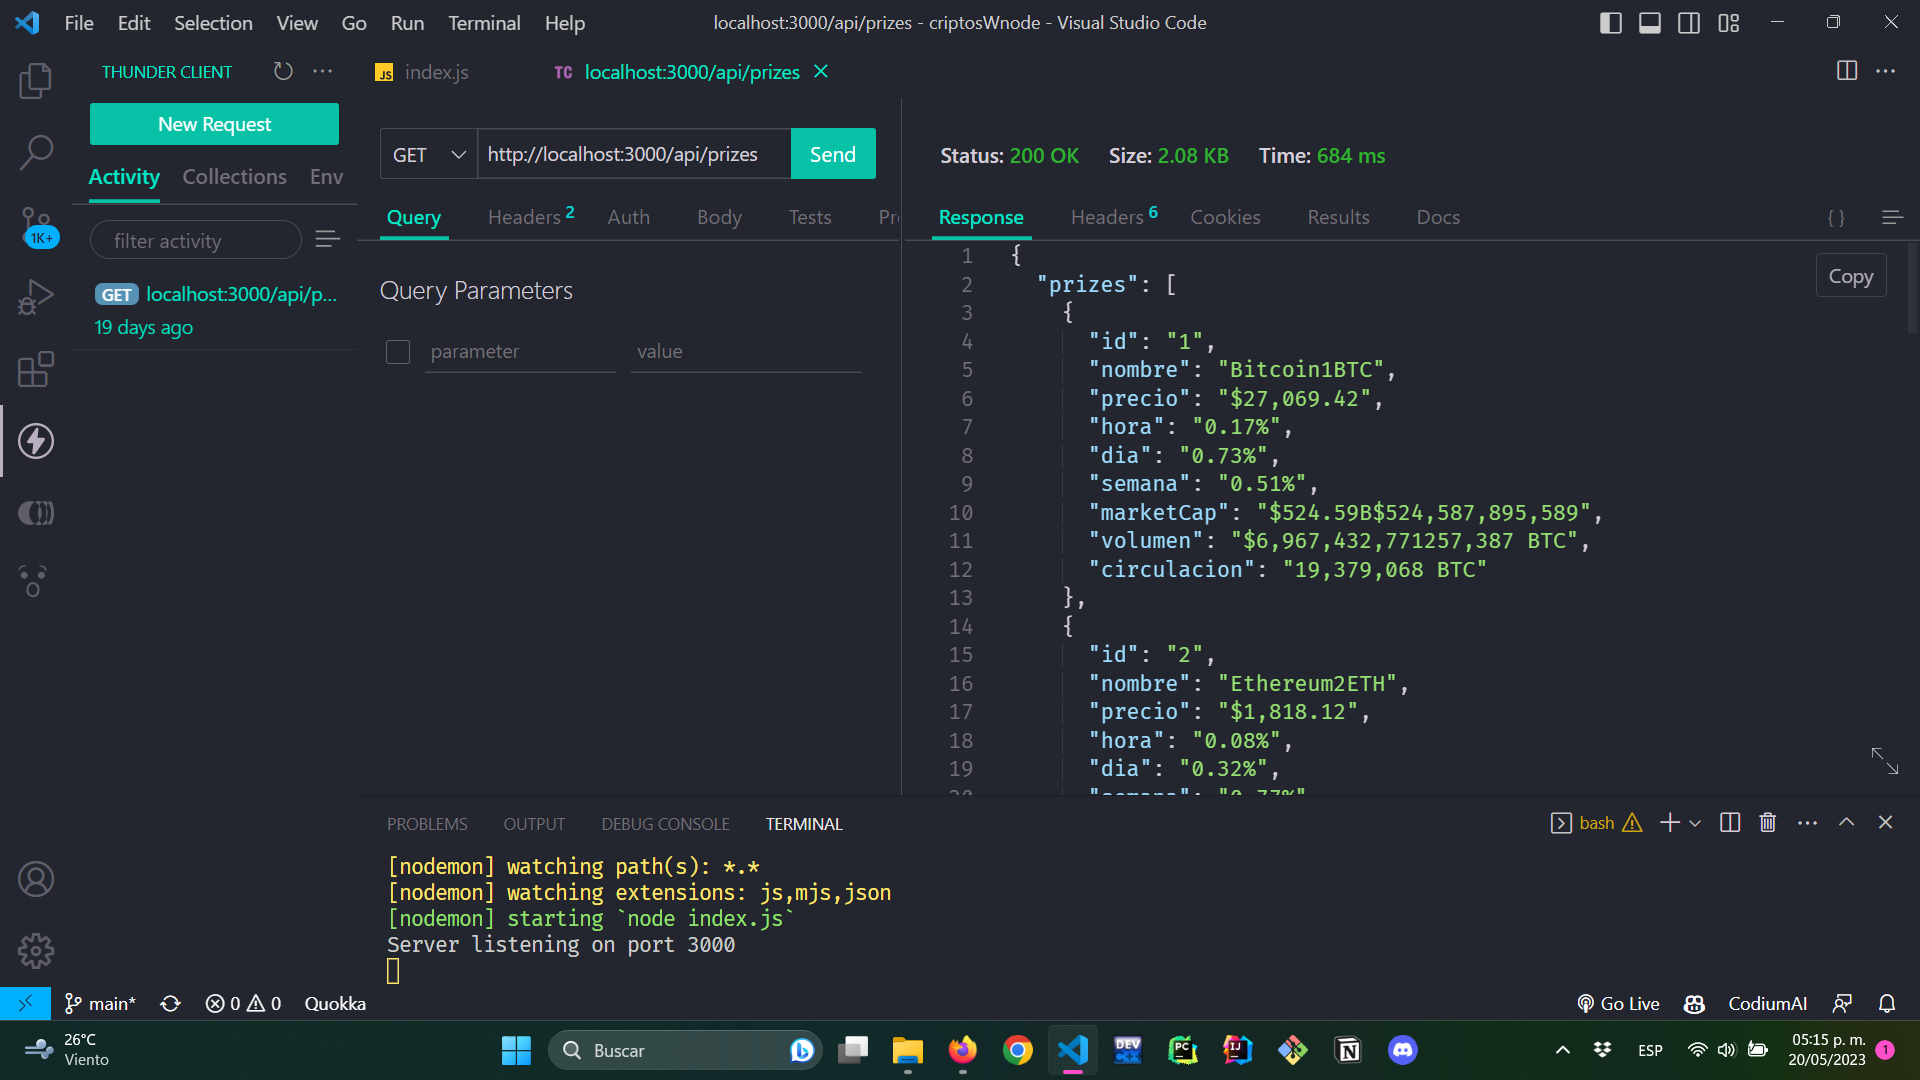 File Edit Selection View Go Run Terminal Help
localhost:3000/api/prizes - criptosWnode - Visual Studio Code
THUNDER CLIENT
New Request
Activity Collections Env
filter activity
GET localhost:3000/api/p...
19 days ago
1K+
JS index.js
TC localhost:3000/api/prizes
GET http://localhost:3000/api/prizes Send
Query Headers 2 Auth Body Tests Pr
Query Parameters
parameter value
Status: 200 OK Size: 2.08 KB Time: 684 ms
Response Headers 6 Cookies Results Docs { }
Copy
1 {
2 "prizes": [
3 {
4 "id": "1",
5 "nombre": "Bitcoin1BTC",
6 "precio": "$27,069.42",
7 "hora": "0.17%",
8 "dia": "0.73%",
9 "semana": "0.51%",
10 "marketCap": "$524.59B$524,587,895,589",
11 "volumen": "$6,967,432,771257,387 BTC",
12 "circulacion": "19,379,068 BTC"
13 },
14 {
15 "id": "2",
16 "nombre": "Ethereum2ETH",
17 "precio": "$1,818.12",
18 "hora": "0.08%",
19 "dia": "0.32%",
20 "semana": "0.77%"
PROBLEMS OUTPUT DEBUG CONSOLE TERMINAL
bash
[nodemon] watching path(s): *.*
[nodemon] watching extensions: js,mjs,json
[nodemon] starting `node index.js`
Server listening on port 3000
main* 0 0 Quokka
Go Live CodiumAI
26°C
Viento
Buscar
DEV C++
PC
IJ
N
ESP
05:15 p. m.
20/05/2023
1